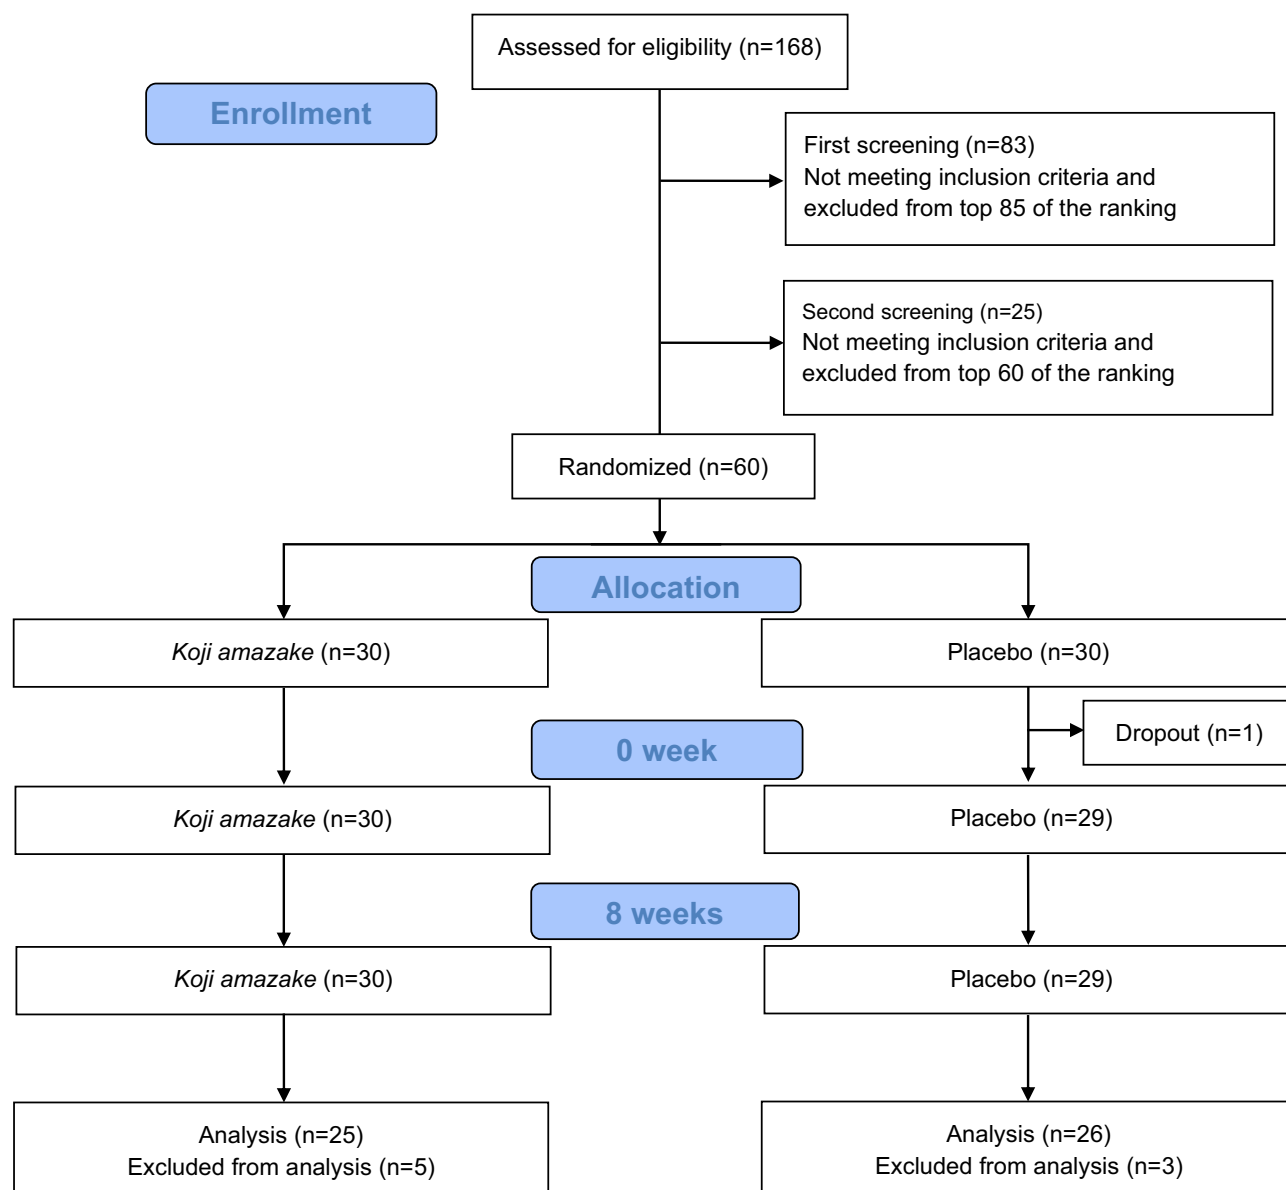 Assessed for eligibility (n=168)
Enrollment
First screening (n=83)
Not meeting inclusion criteria and
excluded from top 85 of the ranking
Second screening (n=25)
Not meeting inclusion criteria and
excluded from top 60 of the ranking
Randomized (n=60)
Allocation
Koji amazake (n=30)
Placebo (n=30)
Dropout (n=1)
0 week
Koji amazake (n=30)
Placebo (n=29)
8 weeks
Koji amazake (n=30)
Placebo (n=29)
Analysis (n=25)
Excluded from analysis (n=5)
Analysis (n=26)
Excluded from analysis (n=3)